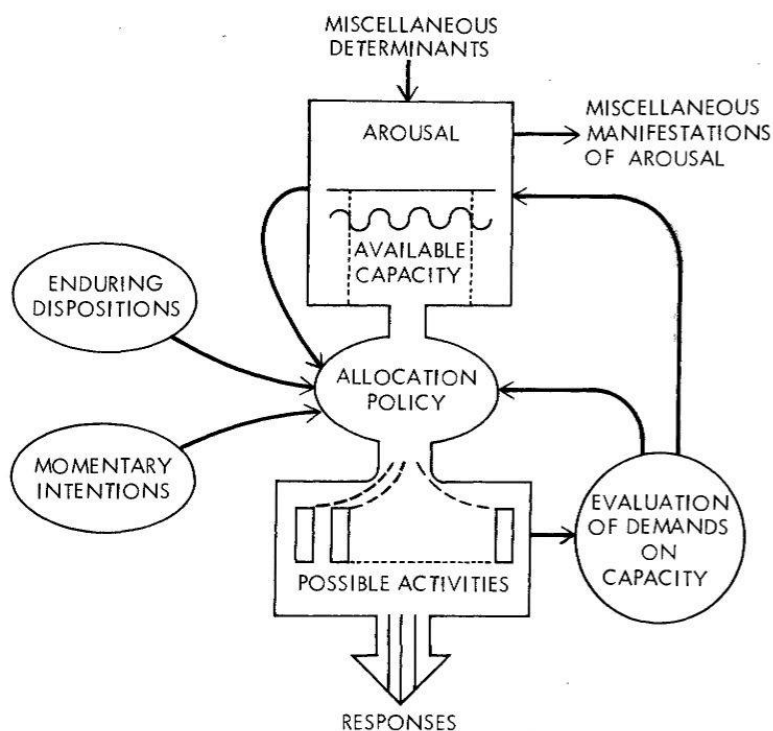 MISCELLANEOUS
DETERMINANTS
AROUSAL
MISCELLANEOUS
MANIFESTATIONS
OF AROUSAL
AVAILABLE
CAPACITY
ENDURING
DISPOSITIONS
ALLOCATION
POLICY
MOMENTARY
INTENTIONS
EVALUATION
OF DEMANDS
ON
CAPACITY
POSSIBLE ACTIVITIES
RESPONSES